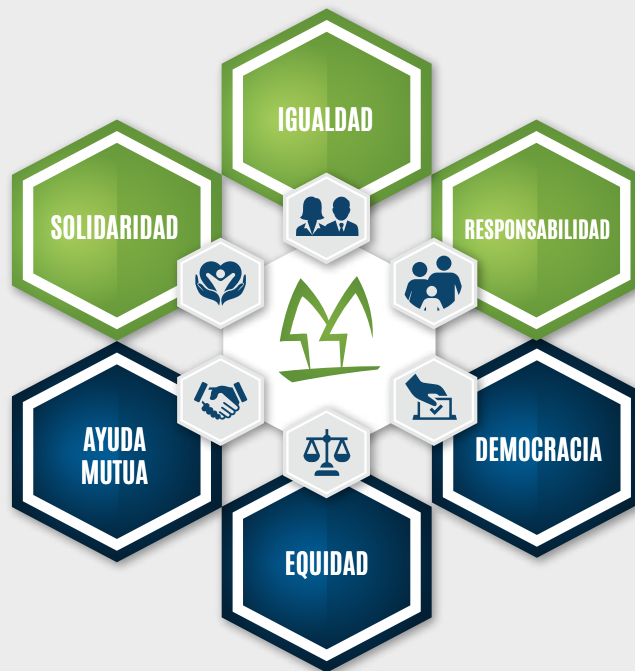 IGUALDAD
SOLIDARIDAD
RESPONSABILIDAD
AYUDA
MUTUA
DEMOCRACIA
EQUIDAD